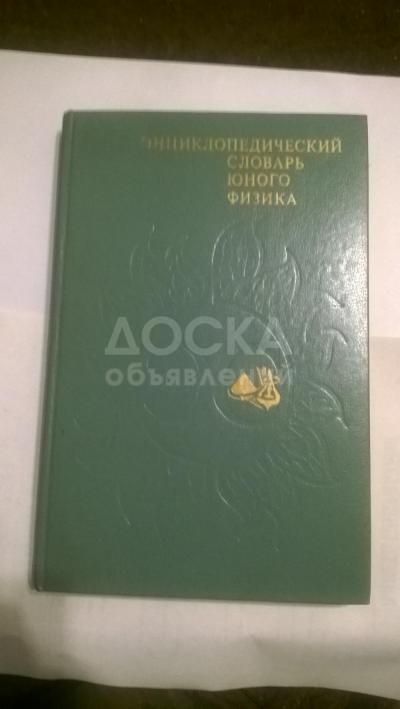 ЭНЦИКЛОПЕДИЧЕСКИЙ
СЛОВАРЬ
ЮНОГО
ФИЗИКА
ДОСКА
объявлений